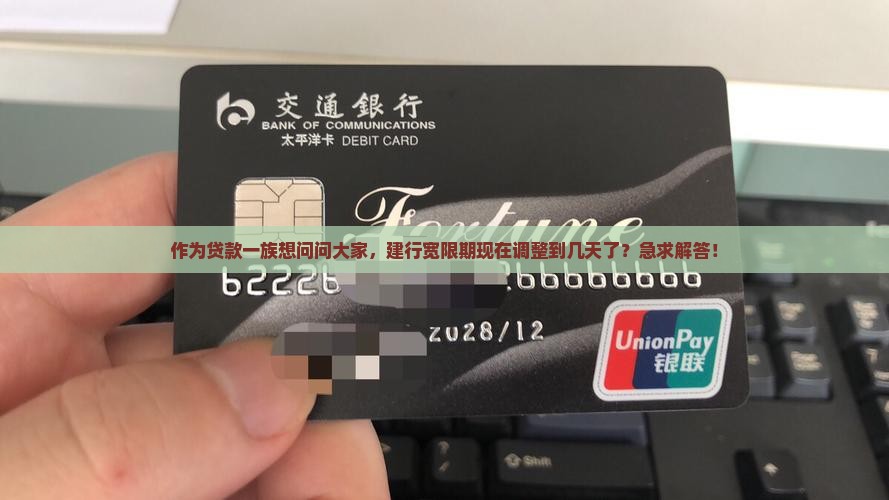 交通銀行
BANK OF COMMUNICATIONS
太平洋卡 DEBIT CARD
Fortune
作为贷款一族想问问大家，建行宽限期现在调整到几天了？急求解答！
2028/12
UnionPay
银联
Shift